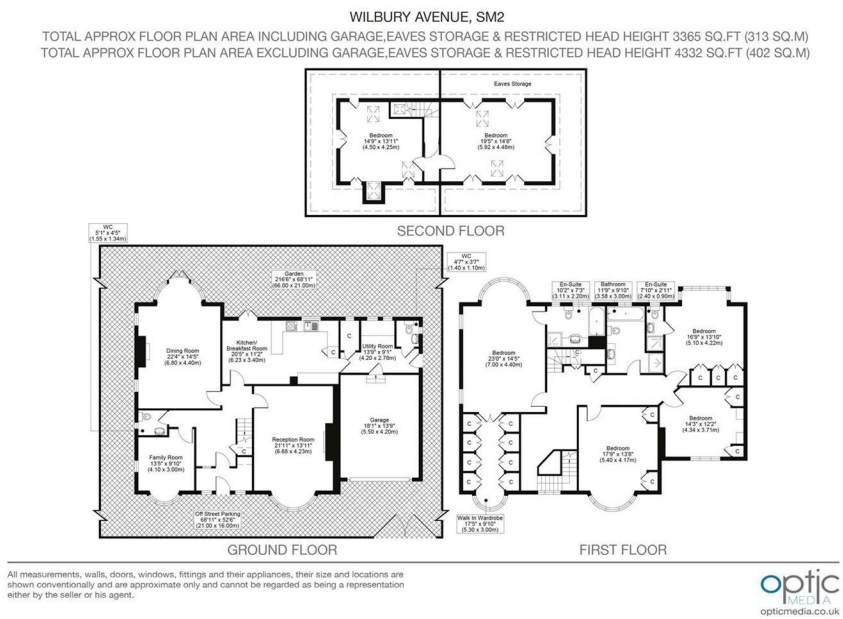 WILBURY AVENUE, SM2
TOTAL APPROX FLOOR PLAN AREA INCLUDING GARAGE,EAVES STORAGE & RESTRICTED HEAD HEIGHT 3365 SQ.FT (313 SQ.M)
TOTAL APPROX FLOOR PLAN AREA EXCLUDING GARAGE,EAVES STORAGE & RESTRICTED HEAD HEIGHT 4332 SQ.FT (402 SQ.M)
Eaves Storage
Bedroom
14'9" x 13'11"
(4.50 x 4.25m)
Bedroom
19'5" x 14'8"
(5.92 x 4.48m)
SECOND FLOOR
WC
5'1" x 4'5"
(1.55 x 1.34m)
WC
4'7" x 3'7"
(1.40 x 1.10m)
Garden
216'6" x 68'11"
(66.00 x 21.00m)
Dining Room
22'4" x 14'5"
(6.80 x 4.40m)
Kitchen/
Breakfast Room
20'5" x 11'2"
(6.23 x 3.40m)
C
C
Utility Room
13'9" x 9'1"
(4.20 x 2.78m)
Garage
18'1" x 13'9"
(5.50 x 4.20m)
Reception Room
21'11" x 13'11"
(6.68 x 4.23m)
C
Family Room
13'5" x 9'10"
(4.10 x 3.00m)
Off Street Parking
68'11" x 52'6"
(21.00 x 16.00m)
GROUND FLOOR
En-Suite
10'2" x 7'3"
(3.11 x 2.20m)
Bathroom
11'9" x 9'10"
(3.58 x 3.00m)
En-Suite
7'10" x 2'11"
(2.40 x 0.90m)
Bedroom
23'0" x 14'5"
(7.00 x 4.40m)
Bedroom
16'9" x 13'10"
(5.10 x 4.22m)
C
C
C
C
C
Bedroom
14'3" x 12'2"
(4.34 x 3.71m)
C
C
Bedroom
17'9" x 13'8"
(5.40 x 4.17m)
C
C
C
C
C
C
C
C
C
C
Walk In Wardrobe
17'5" x 9'10"
(5.30 x 3.00m)
FIRST FLOOR
All measurements, walls, doors, windows, fittings and their appliances, their size and locations are
shown conventionally and are approximate only and cannot be regarded as being a representation
either by the seller or his agent.
optic
MEDIA
opticmedia.co.uk